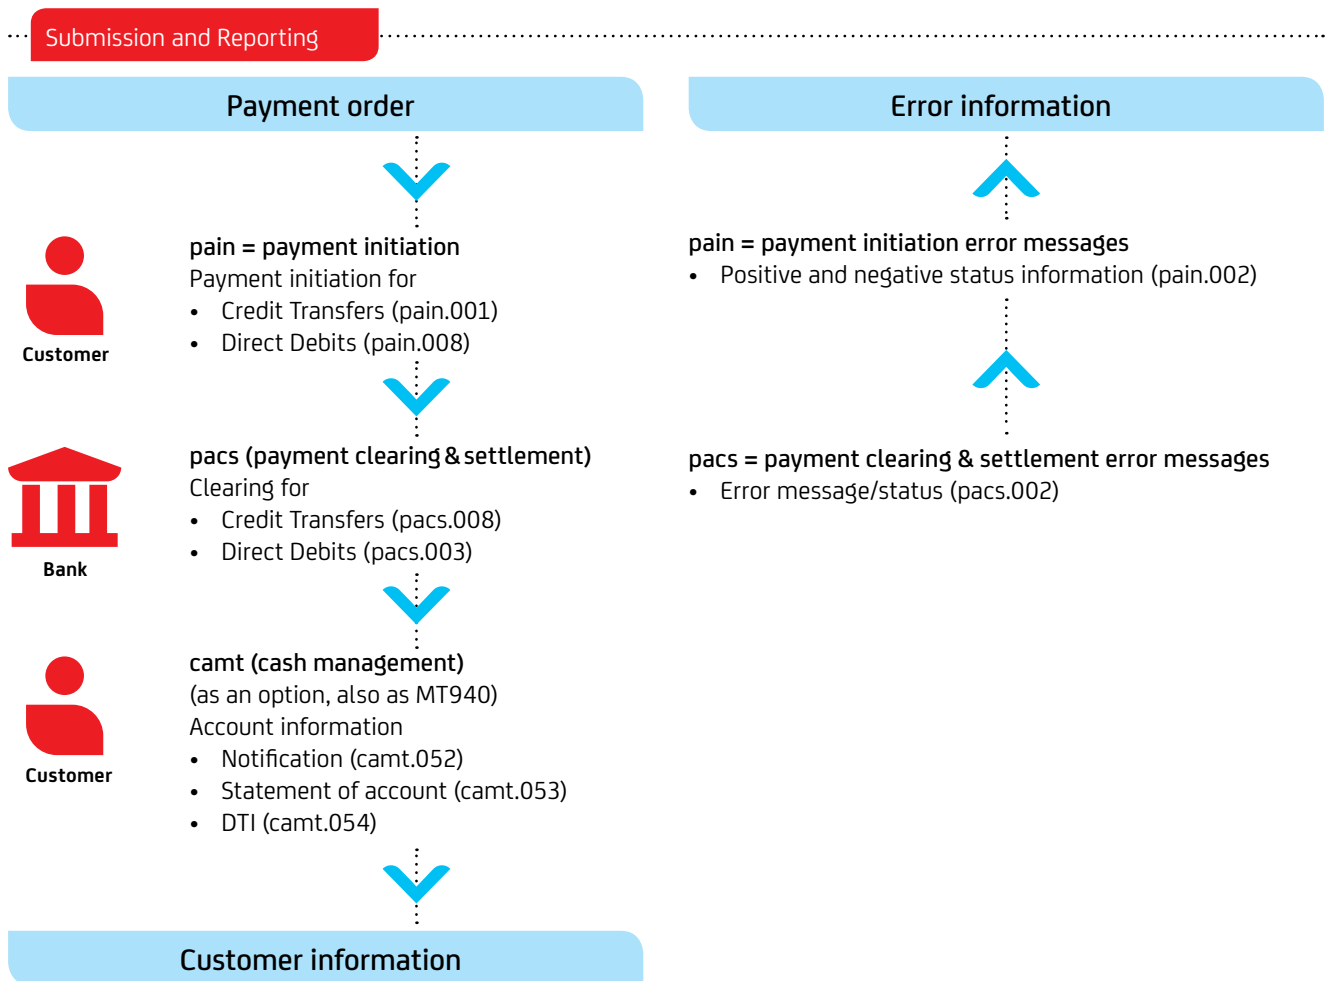 Submission and Reporting
Payment order
pain = payment initiation
Payment initiation for
• Credit Transfers (pain.001)
• Direct Debits (pain.008)
Customer
pacs (payment clearing & settlement)
Clearing for
• Credit Transfers (pacs.008)
• Direct Debits (pacs.003)
Bank
camt (cash management)
(as an option, also as MT940)
Account information
• Notification (camt.052)
• Statement of account (camt.053)
• DTI (camt.054)
Customer
Customer information
Error information
pain = payment initiation error messages
• Positive and negative status information (pain.002)
pacs = payment clearing & settlement error messages
• Error message/status (pacs.002)